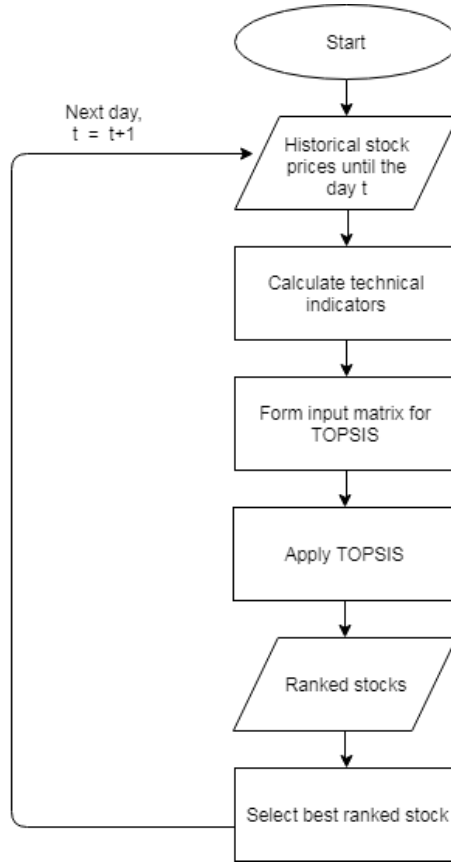 Start
Next day,
t = t+1
Historical stock
prices until the
day t
Calculate technical
indicators
Form input matrix for
TOPSIS
Apply TOPSIS
Ranked stocks
Select best ranked stock